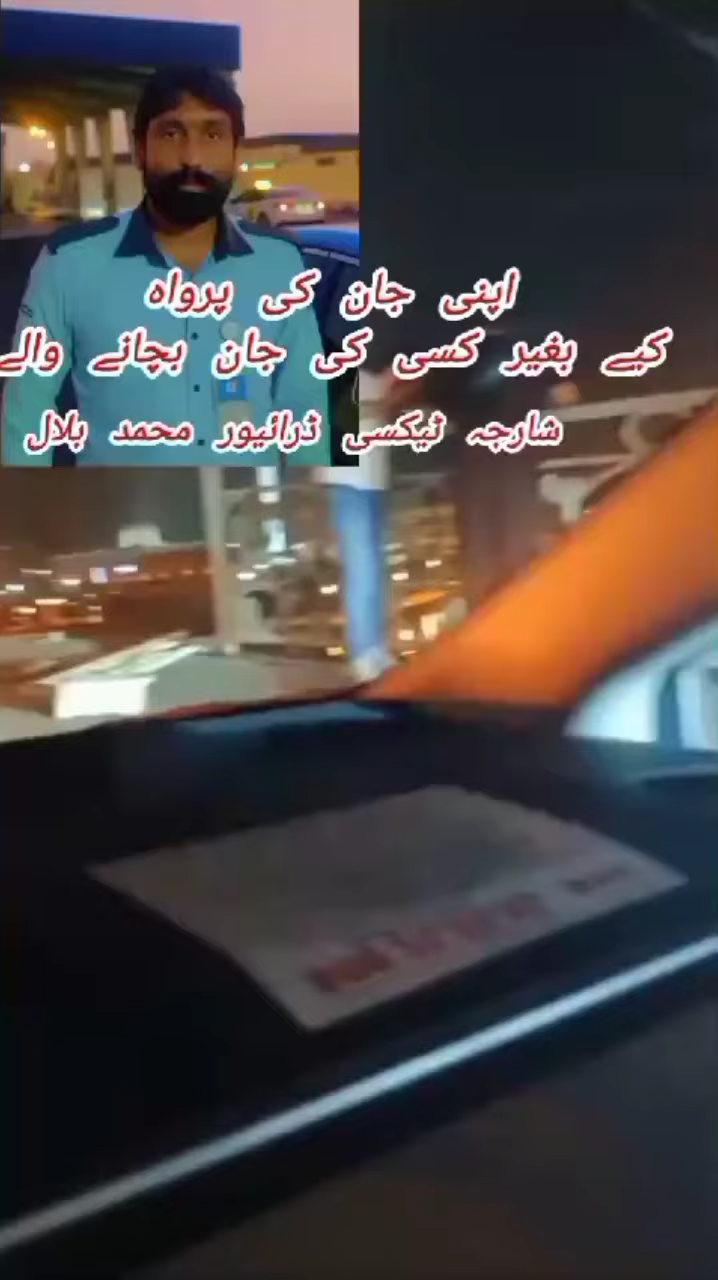 اپنی جان کی پرواہ
کیے بغیر کسی کی جان بچانے والے
شارجہ ٹیکسی ڈرائیور محمد بلال